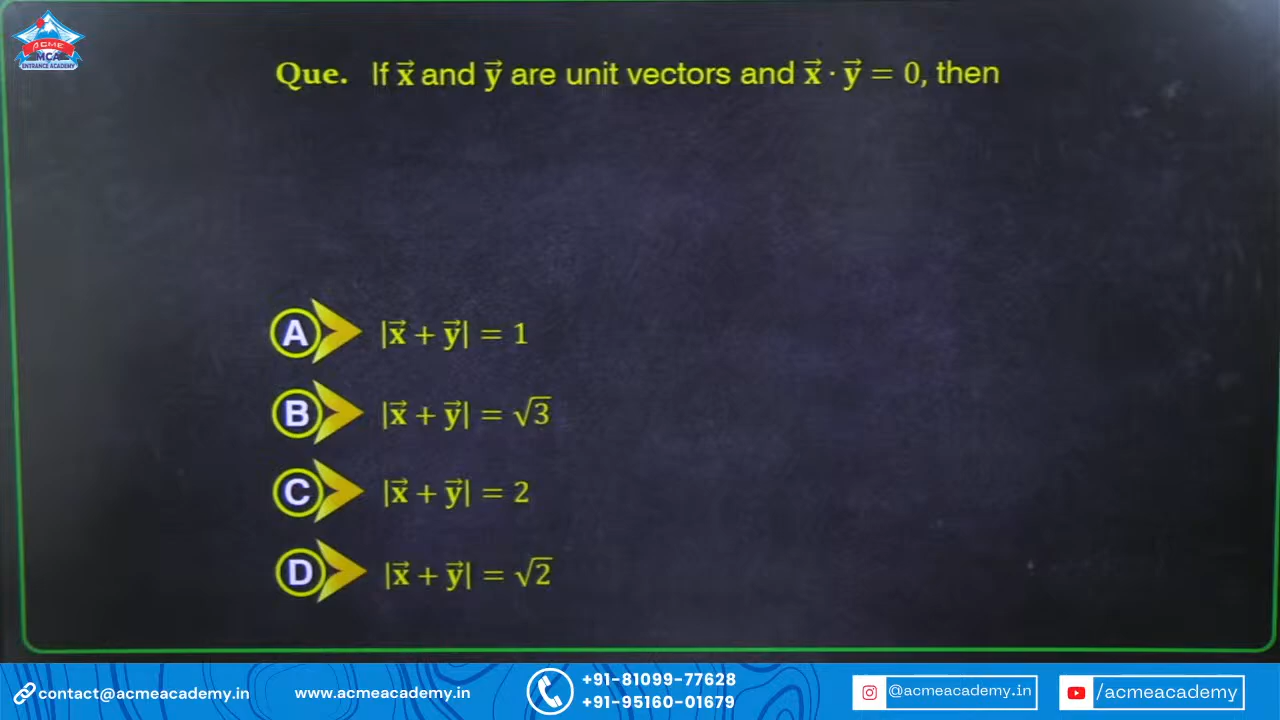 ACME
MCA
ENTRANCE ACADEMY
Que. If x⃗ and y⃗ are unit vectors and x⃗ · y⃗ = 0, then
A |x⃗ + y⃗| = 1
B |x⃗ + y⃗| = √3
C |x⃗ + y⃗| = 2
D |x⃗ + y⃗| = √2
contact@acmeacademy.in
www.acmeacademy.in
+91-81099-77628
+91-95160-01679
@acmeacademy.in
/acmeacademy